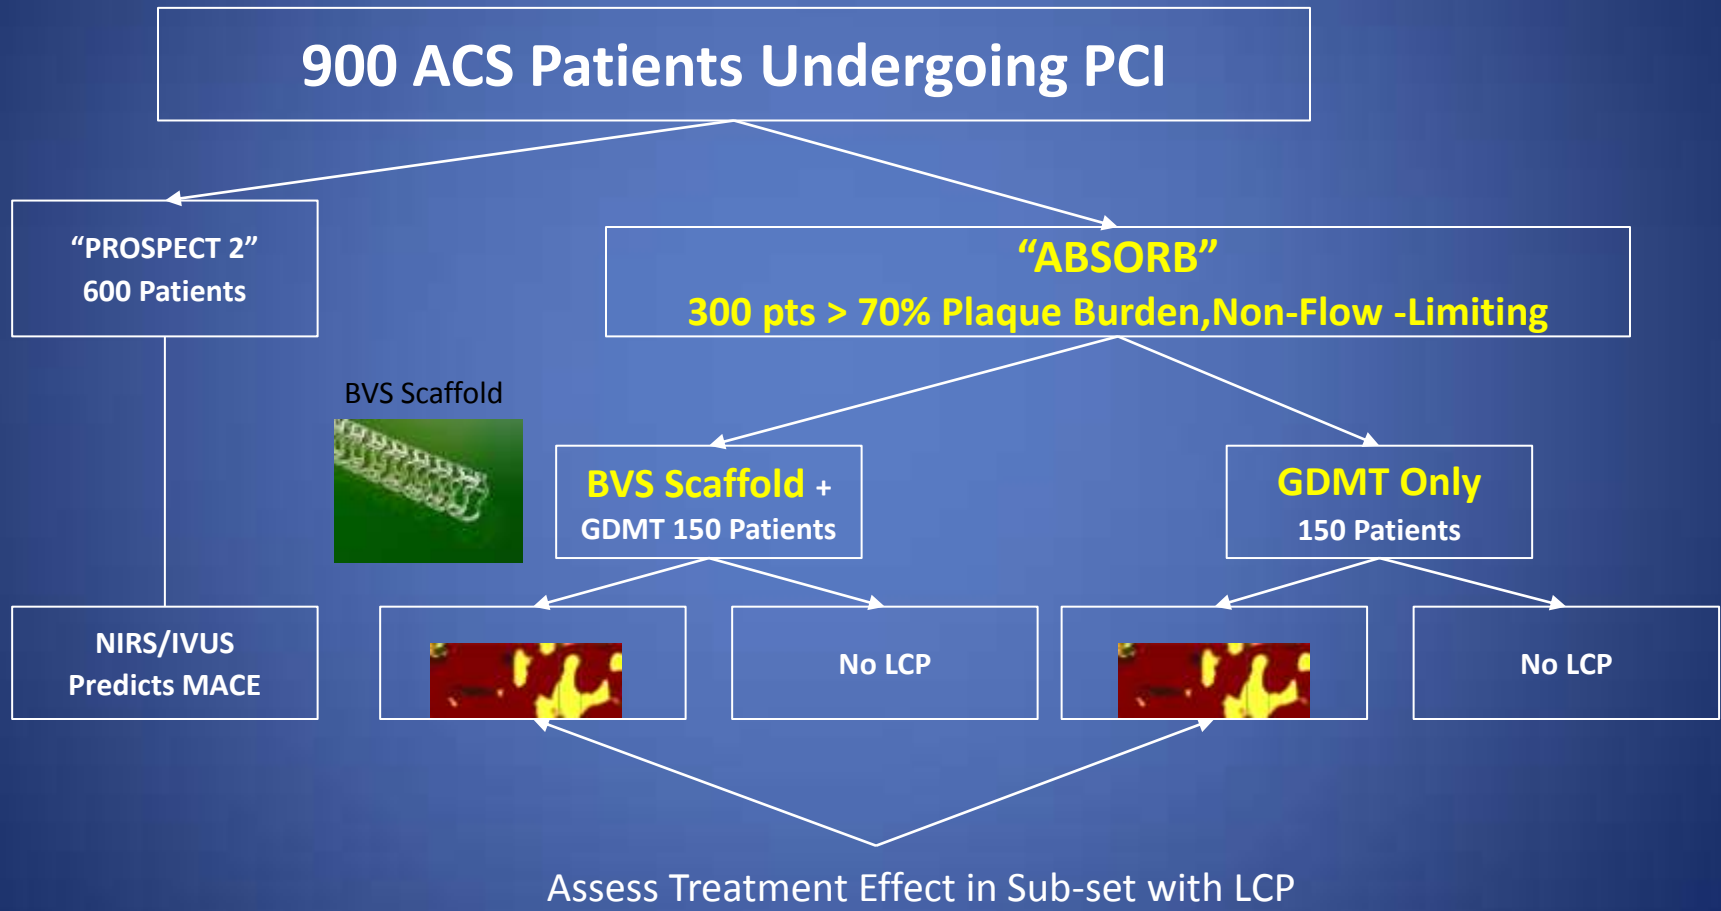 900 ACS Patients Undergoing PCI
“PROSPECT 2”
600 Patients
“ABSORB”
300 pts > 70% Plaque Burden,Non-Flow -Limiting
BVS Scaffold
BVS Scaffold +
GDMT 150 Patients
GDMT Only
150 Patients
NIRS/IVUS
Predicts MACE
No LCP
No LCP
Assess Treatment Effect in Sub-set with LCP